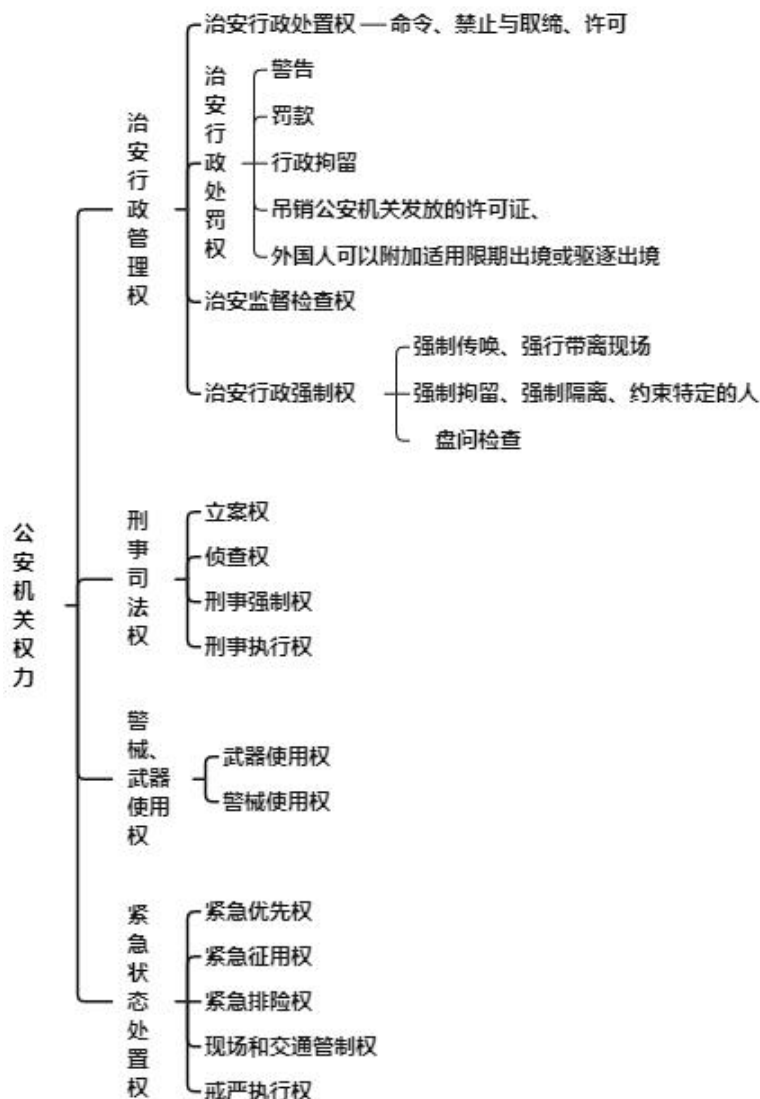 公安机关权力
治安行政管理权
治安行政处置权 — 命令、禁止与取缔、许可
治安行政处罚权
警告
罚款
行政拘留
吊销公安机关发放的许可证、
外国人可以附加适用限期出境或驱逐出境
治安监督检查权
治安行政强制权
强制传唤、强行带离现场
强制拘留、强制隔离、约束特定的人
盘问检查
刑事司法权
立案权
侦查权
刑事强制权
刑事执行权
警械、武器使用权
武器使用权
警械使用权
紧急状态处置权
紧急优先权
紧急征用权
紧急排险权
现场和交通管制权
戒严执行权